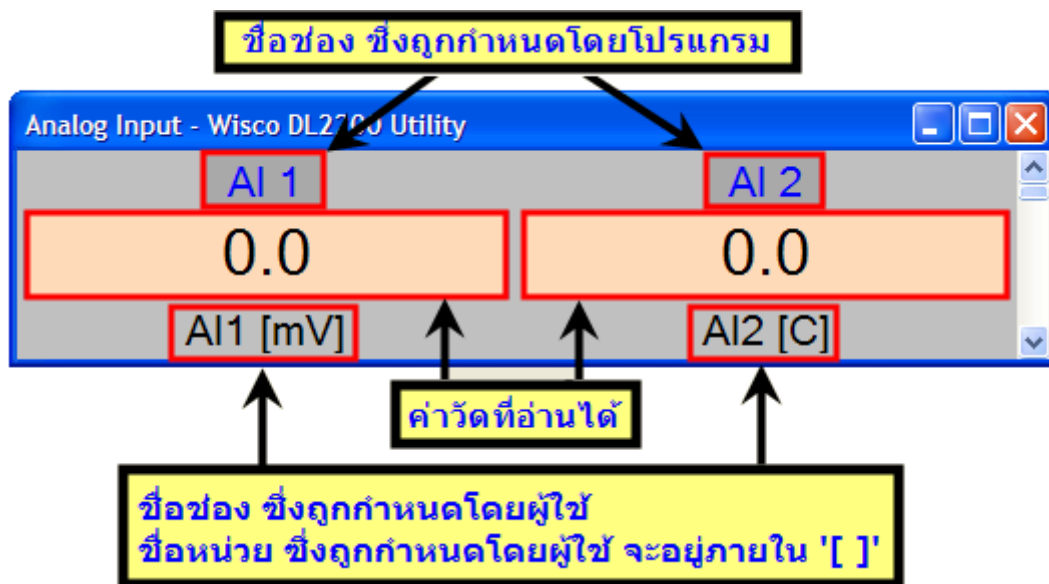 ชื่อช่อง ซึ่งถูกกำหนดโดยโปรแกรม
Analog Input - Wisco DL2200 Utility
AI 1
AI 2
0.0
0.0
AI1 [mV]
AI2 [C]
ค่าวัดที่อ่านได้
ชื่อช่อง ซึ่งถูกกำหนดโดยผู้ใช้
ชื่อหน่วย ซึ่งถูกกำหนดโดยผู้ใช้ จะอยู่ภายใน '[ ]'